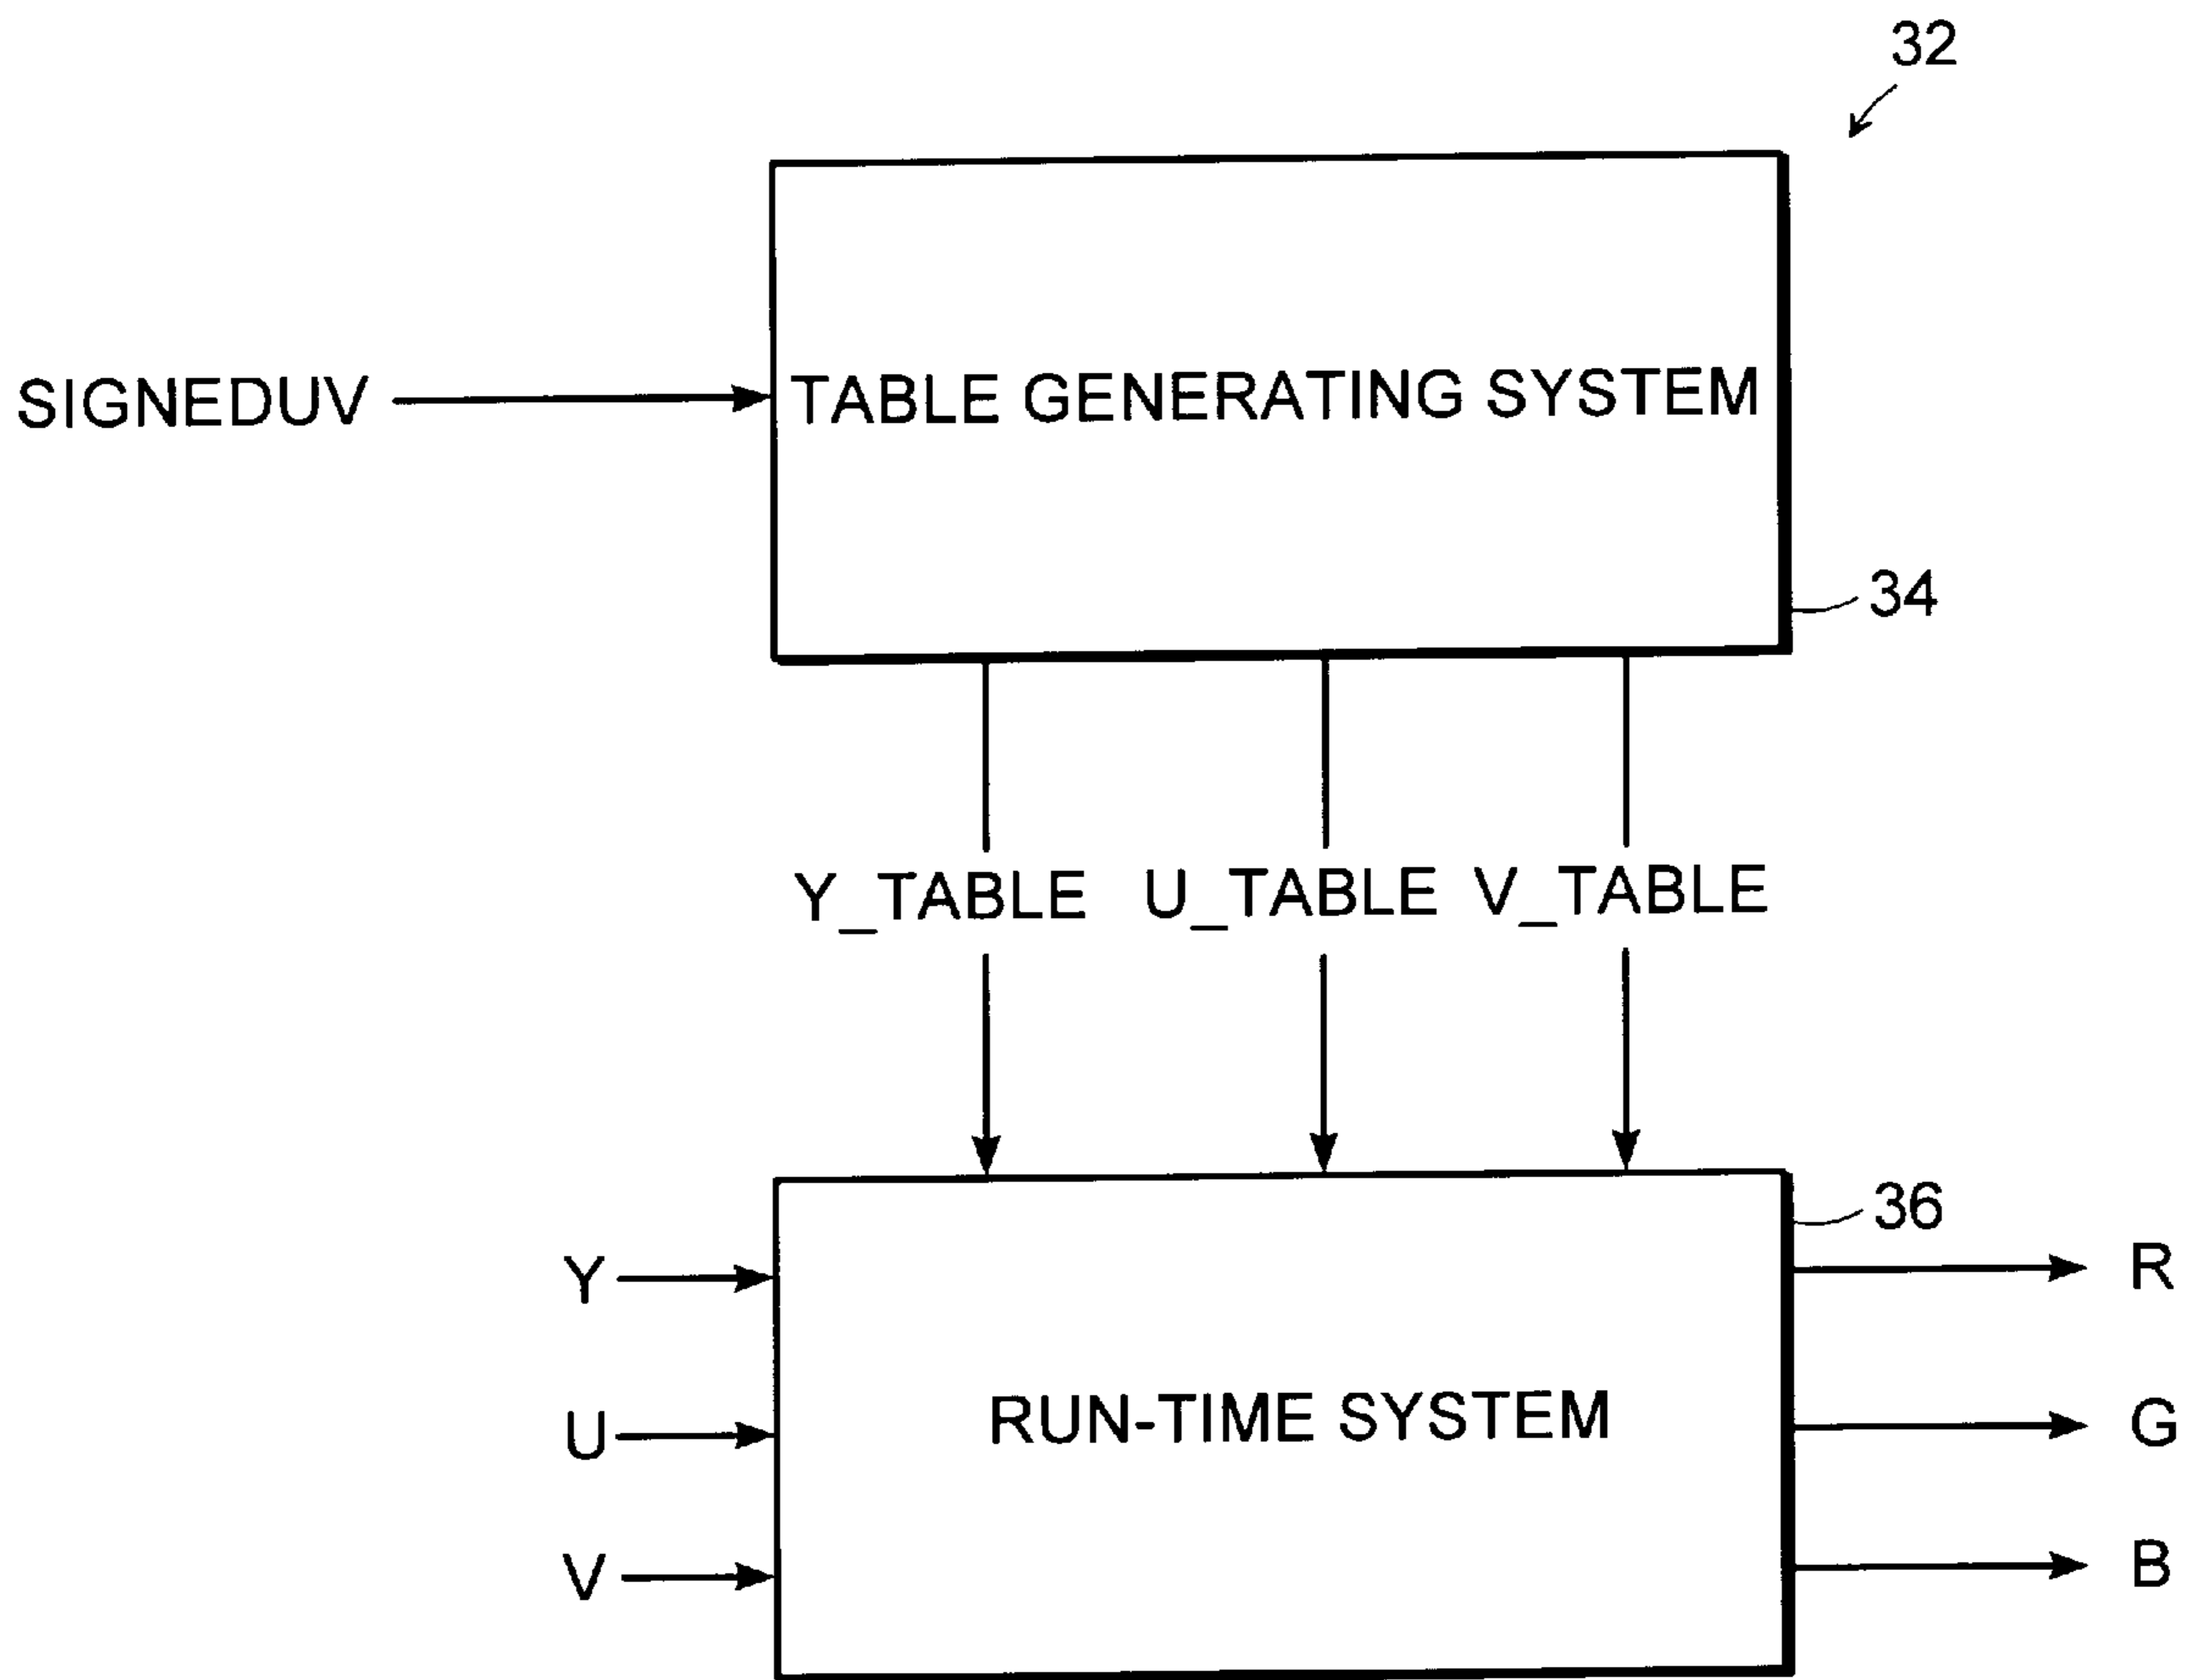 32
SIGNEDUV
TABLE GENERATING SYSTEM
34
Y_TABLE U_TABLE V_TABLE
36
Y
R
RUN-TIME SYSTEM
U
G
V
B